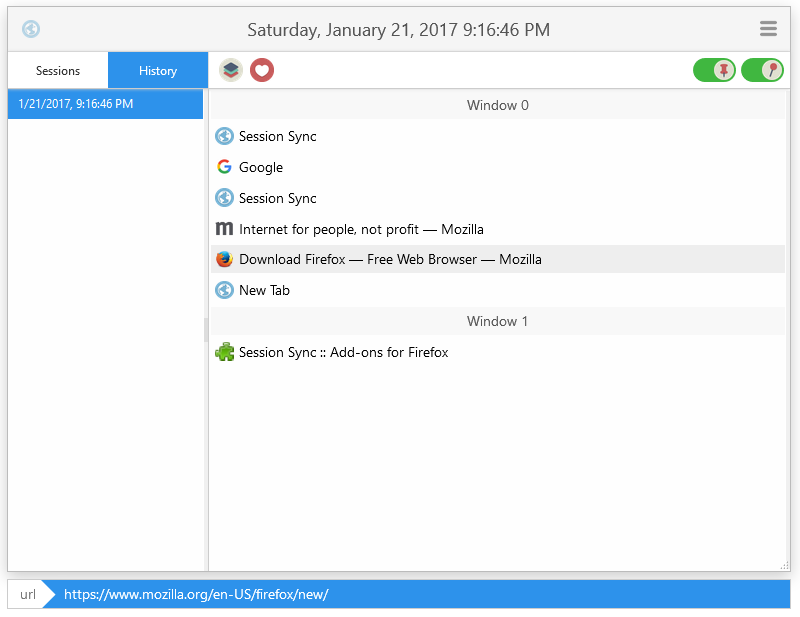 Saturday, January 21, 2017 9:16:46 PM
Sessions
History
1/21/2017, 9:16:46 PM
Window 0
Session Sync
Google
Session Sync
Internet for people, not profit — Mozilla
Download Firefox — Free Web Browser — Mozilla
New Tab
Window 1
Session Sync :: Add-ons for Firefox
url https://www.mozilla.org/en-US/firefox/new/